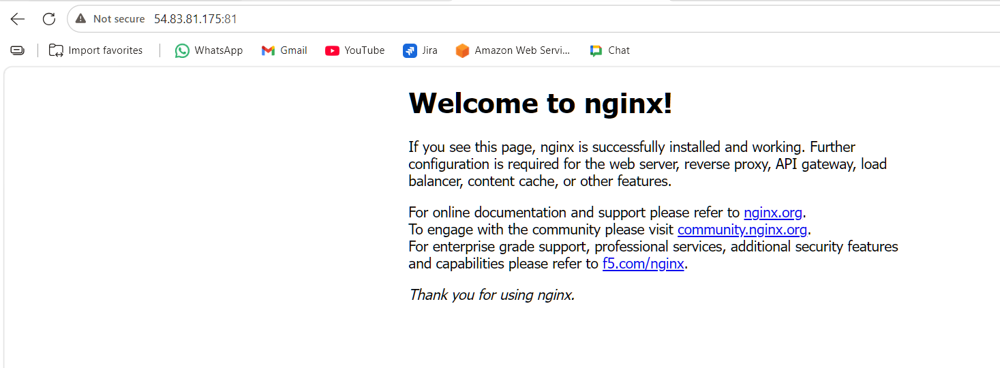 Not secure 54.83.81.175:81
Import favorites WhatsApp Gmail YouTube Jira Amazon Web Servi... Chat
Welcome to nginx!
If you see this page, nginx is successfully installed and working. Further
configuration is required for the web server, reverse proxy, API gateway, load
balancer, content cache, or other features.
For online documentation and support please refer to nginx.org.
To engage with the community please visit community.nginx.org.
For enterprise grade support, professional services, additional security features
and capabilities please refer to f5.com/nginx.
Thank you for using nginx.